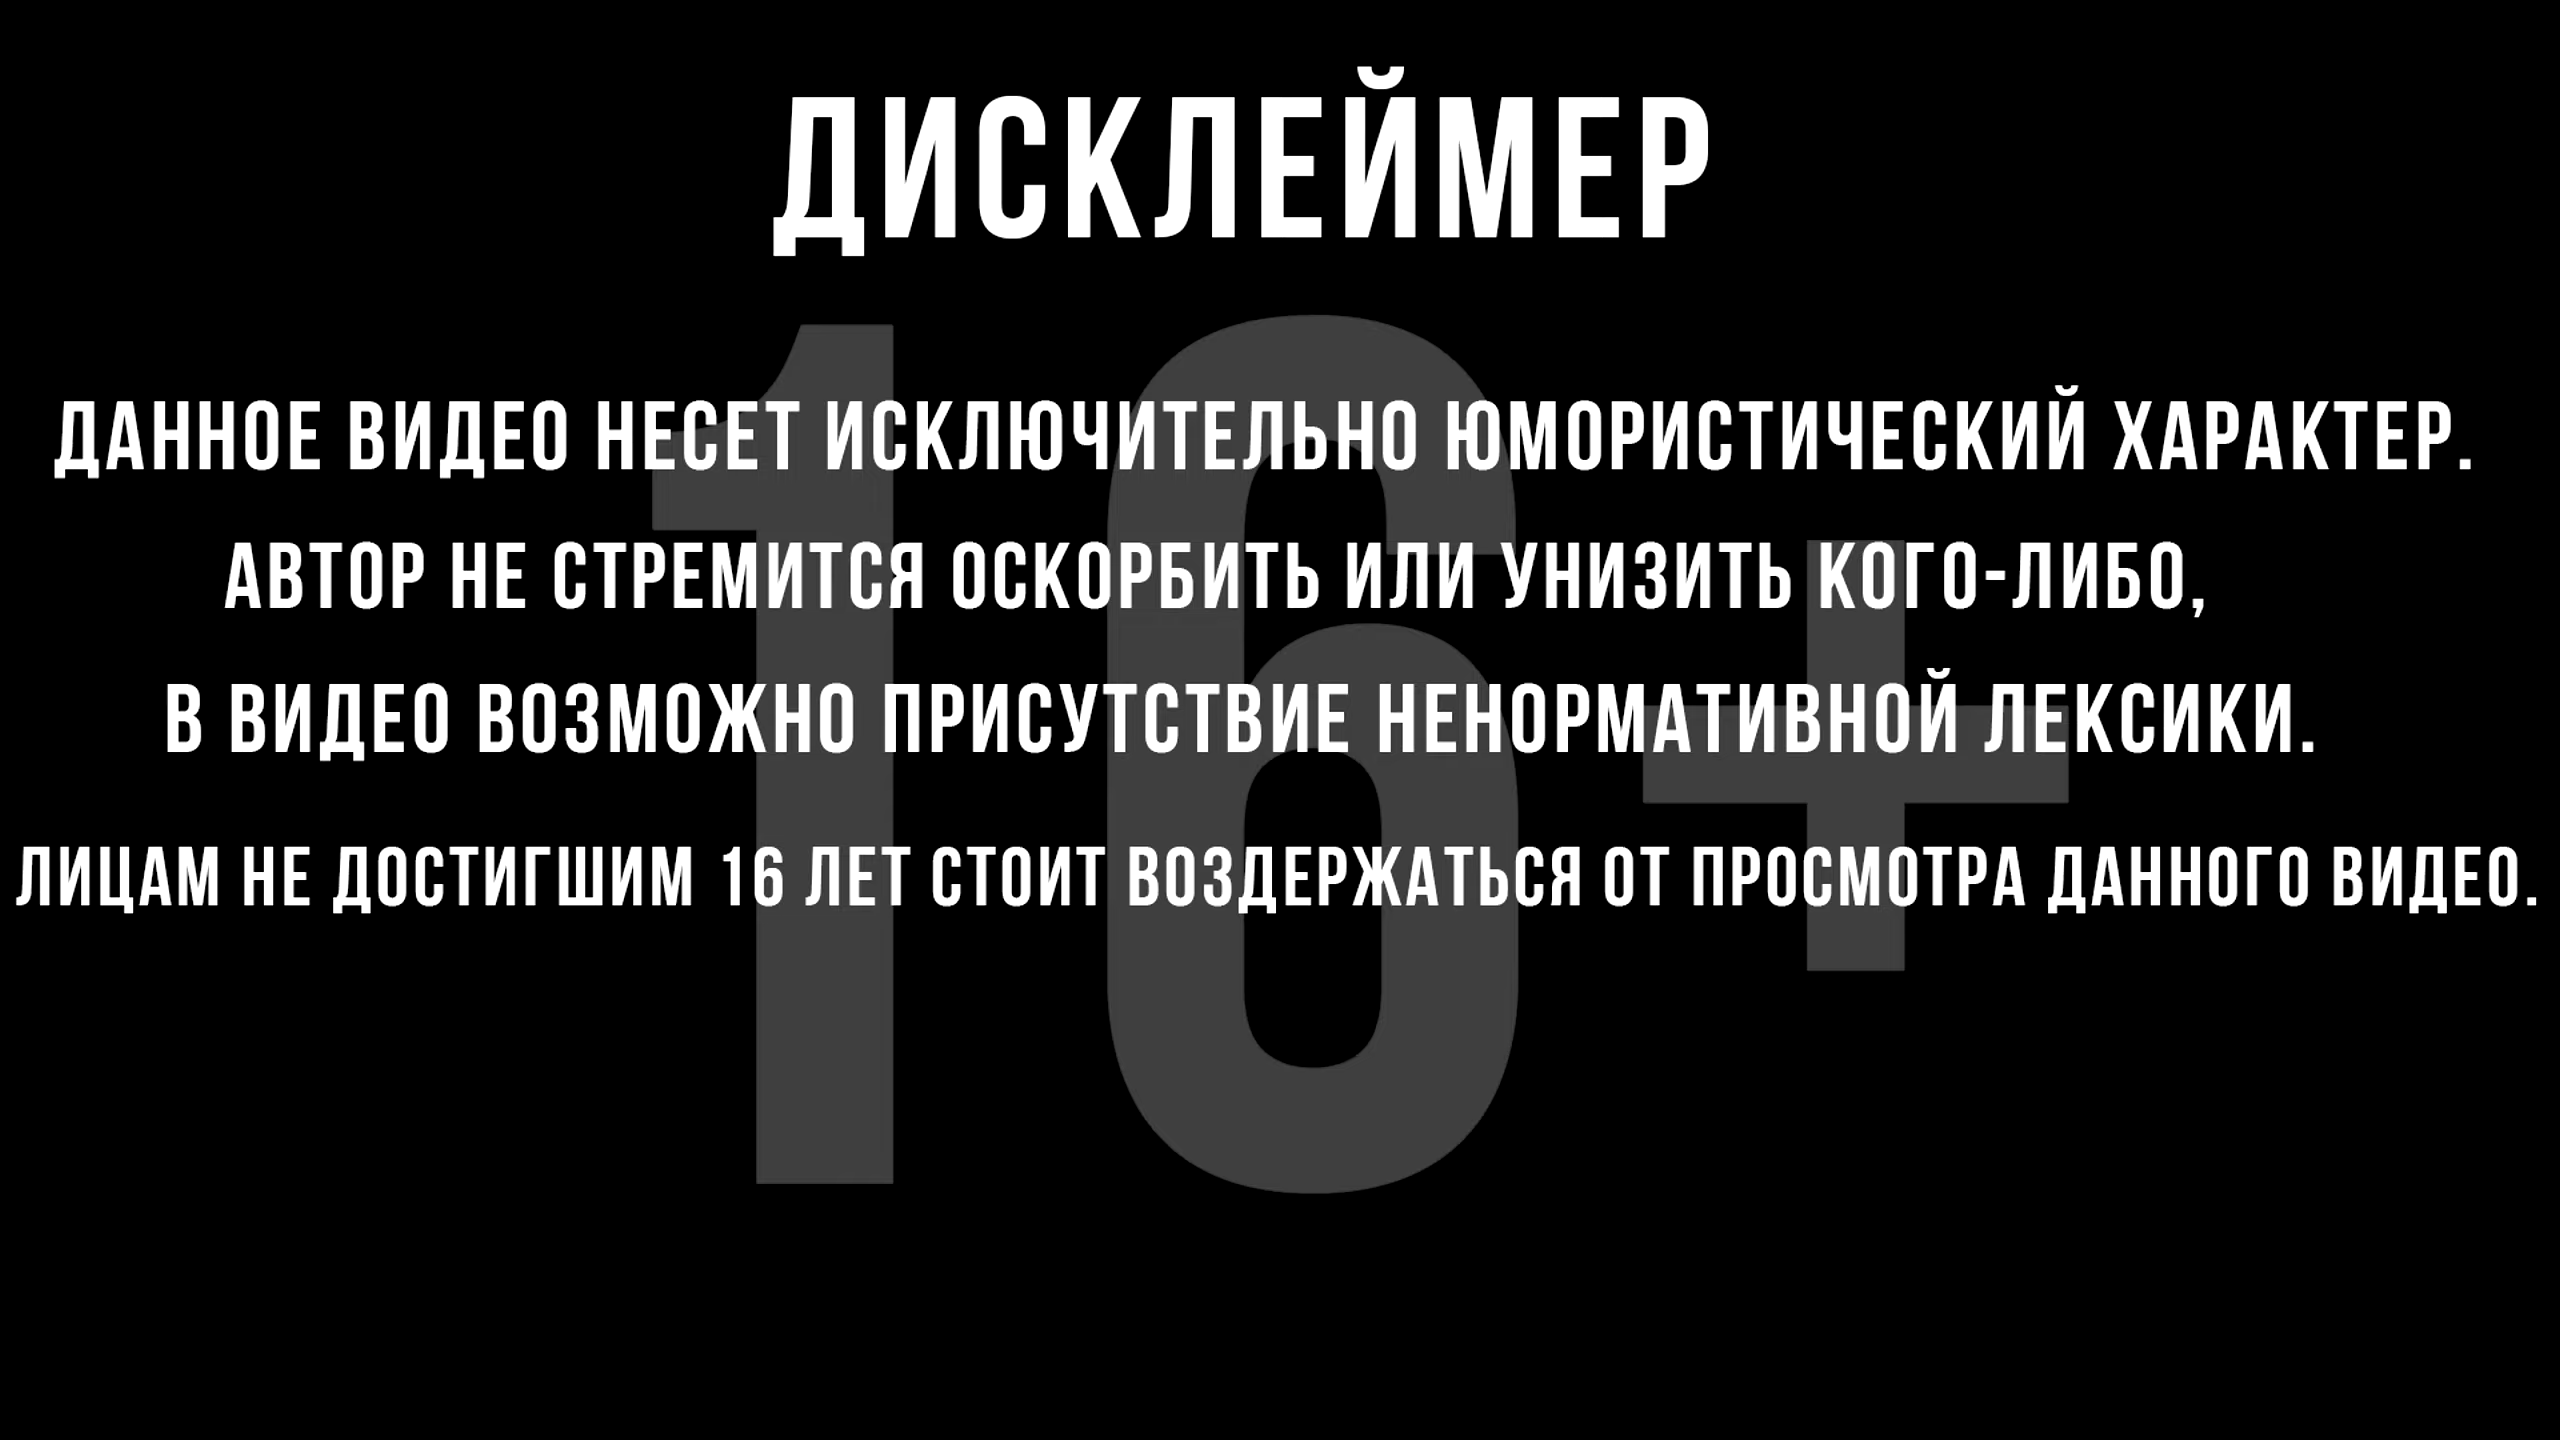 ДИСКЛЕЙМЕР
ДАННОЕ ВИДЕО НЕСЕТ ИСКЛЮЧИТЕЛЬНО ЮМОРИСТИЧЕСКИЙ ХАРАКТЕР.
АВТОР НЕ СТРЕМИТСЯ ОСКОРБИТЬ ИЛИ УНИЗИТЬ КОГО-ЛИБО,
В ВИДЕО ВОЗМОЖНО ПРИСУТСТВИЕ НЕНОРМАТИВНОЙ ЛЕКСИКИ.
ЛИЦАМ НЕ ДОСТИГШИМ 16 ЛЕТ СТОИТ ВОЗДЕРЖАТЬСЯ ОТ ПРОСМОТРА ДАННОГО ВИДЕО.
16+